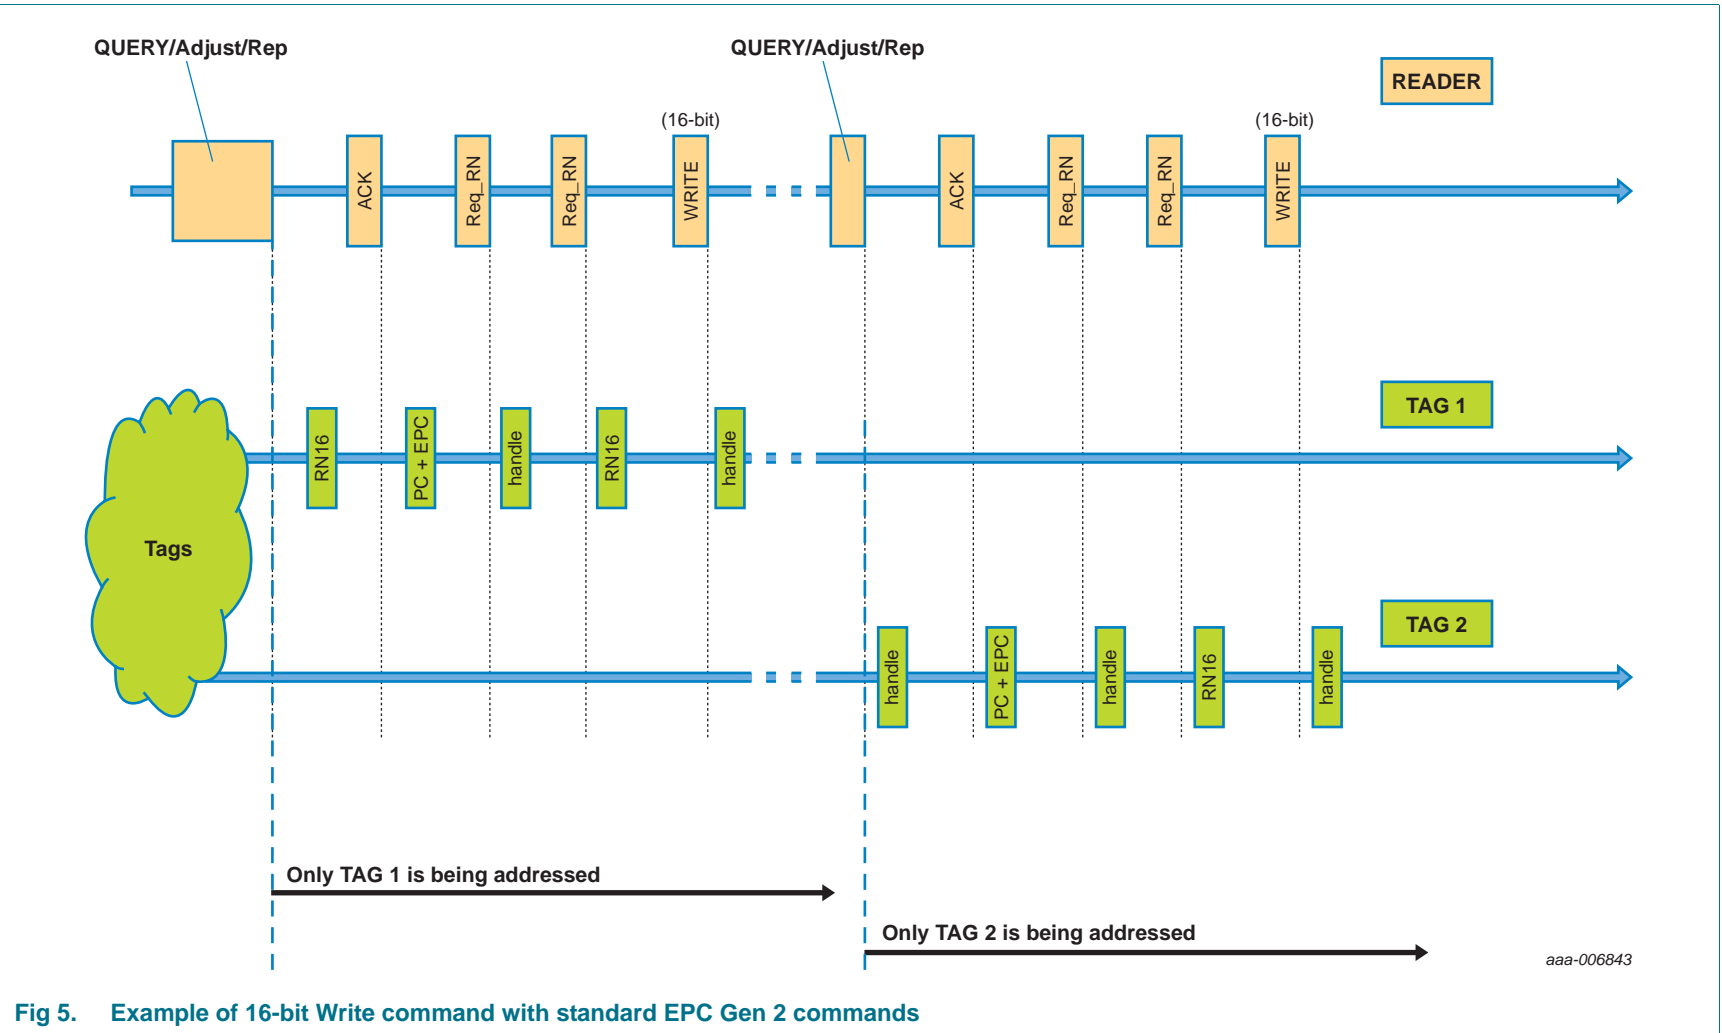 QUERY/Adjust/Rep
QUERY/Adjust/Rep
READER
(16-bit)
(16-bit)
ACK
Req_RN
Req_RN
WRITE
ACK
Req_RN
Req_RN
WRITE
TAG 1
RN16
PC + EPC
handle
RN16
handle
Tags
TAG 2
handle
PC + EPC
handle
RN16
handle
Only TAG 1 is being addressed
Only TAG 2 is being addressed
aaa-006843
Fig 5. Example of 16-bit Write command with standard EPC Gen 2 commands